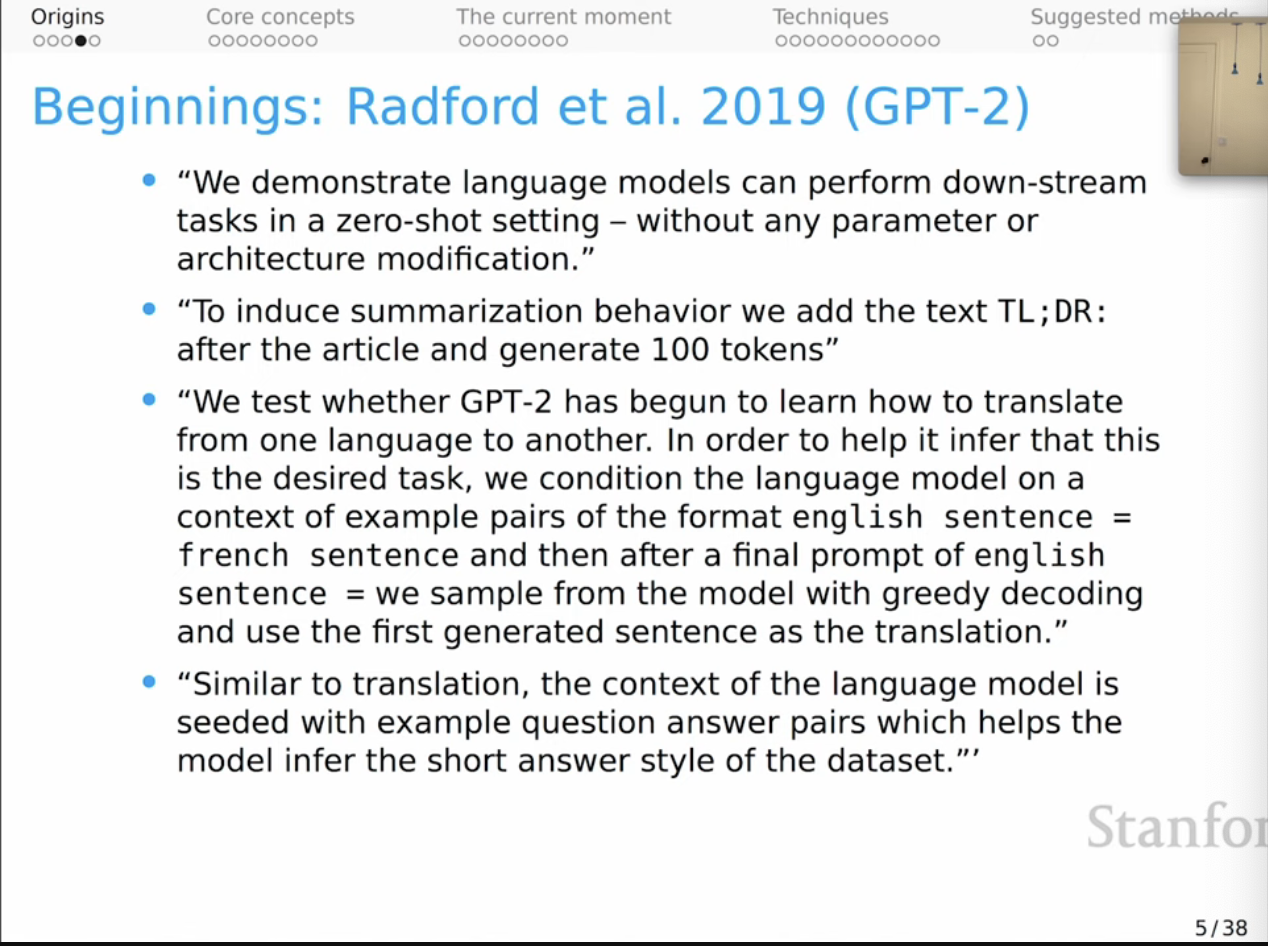 Origins
Core concepts
The current moment
Techniques
Suggested methods
Beginnings: Radford et al. 2019 (GPT-2)
“We demonstrate language models can perform down-stream
tasks in a zero-shot setting – without any parameter or
architecture modification.”
“To induce summarization behavior we add the text TL;DR:
after the article and generate 100 tokens”
“We test whether GPT-2 has begun to learn how to translate
from one language to another. In order to help it infer that this
is the desired task, we condition the language model on a
context of example pairs of the format english sentence =
french sentence and then after a final prompt of english
sentence = we sample from the model with greedy decoding
and use the first generated sentence as the translation.”
“Similar to translation, the context of the language model is
seeded with example question answer pairs which helps the
model infer the short answer style of the dataset.”’
Stanfor
5/38